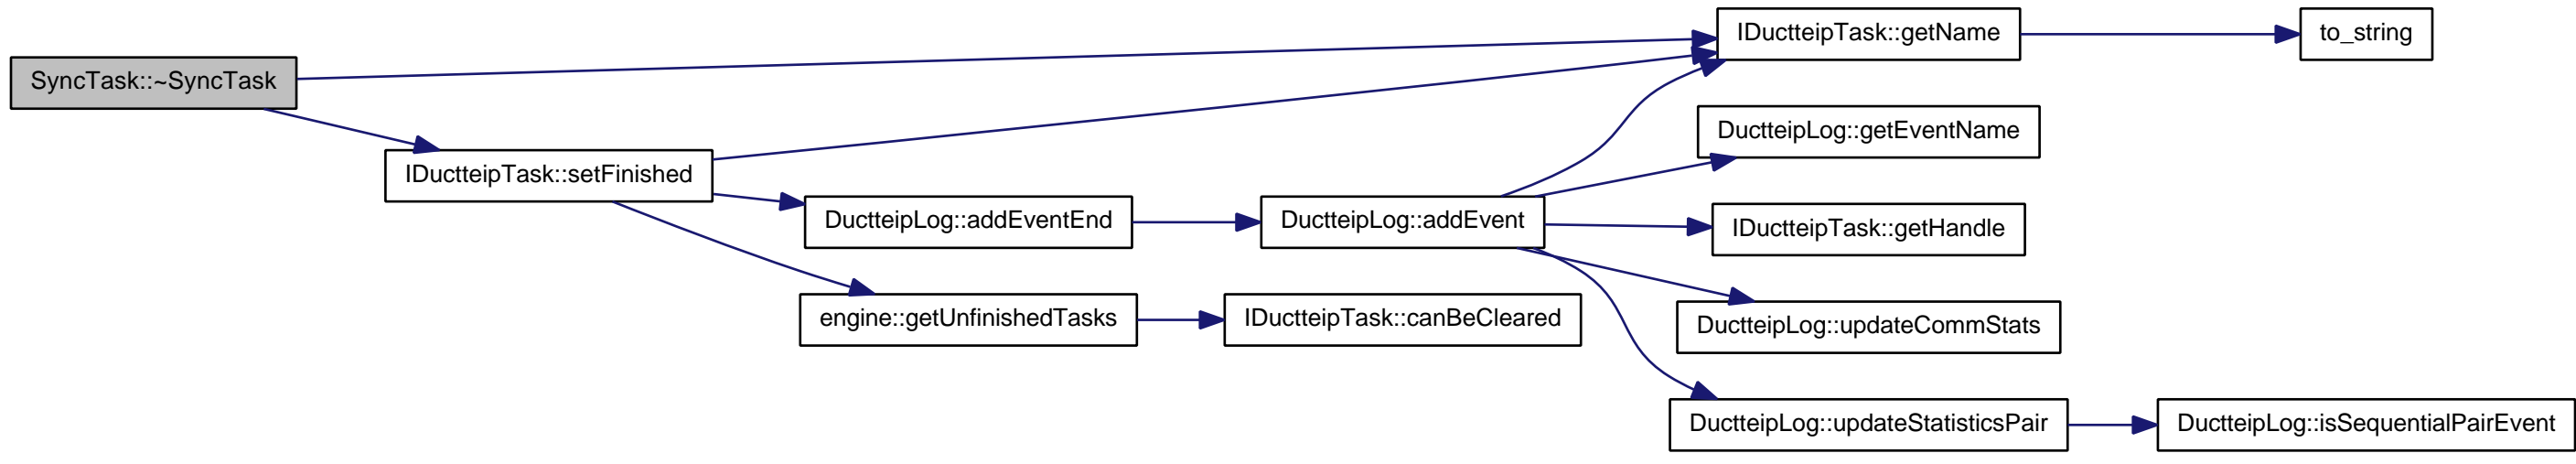 SyncTask::~SyncTask
IDuctteipTask::setFinished
DuctteipLog::addEventEnd
engine::getUnfinishedTasks
DuctteipLog::addEvent
IDuctteipTask::canBeCleared
IDuctteipTask::getName
DuctteipLog::getEventName
IDuctteipTask::getHandle
DuctteipLog::updateCommStats
DuctteipLog::updateStatisticsPair
to_string
DuctteipLog::isSequentialPairEvent